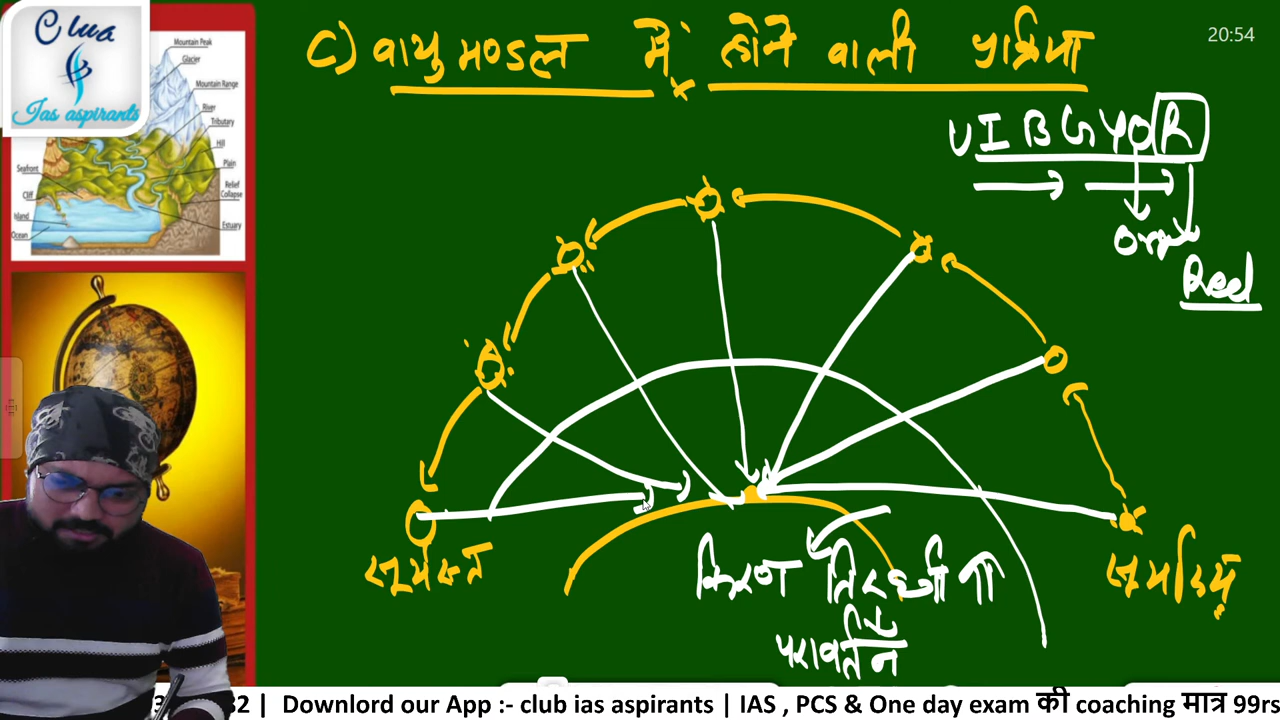 Clua
Ias aspirants
Mountain Peak
Glacier
Mountain Range
River
Tributary
Hill
Plain
Seafront
Relief
Collapse
Cliff
Island
Estuary
Ocean
20:54
C) वायुमण्डल में होने वाली प्रक्रिया
VIBGYOR
Red
सूर्यास्त
किरण तिरछी
परावर्तन
82 | Downlord our App :- club ias aspirants | IAS , PCS & One day exam की coaching मात्र 99rs